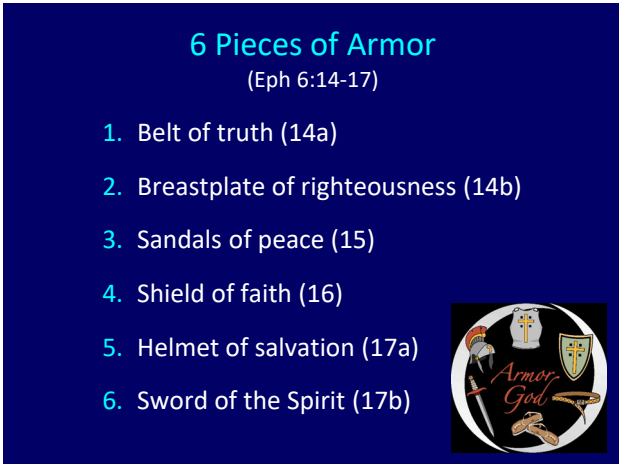 6 Pieces of Armor
(Eph 6:14-17)
1. Belt of truth (14a)
2. Breastplate of righteousness (14b)
3. Sandals of peace (15)
4. Shield of faith (16)
5. Helmet of salvation (17a)
6. Sword of the Spirit (17b)
Armor-
God